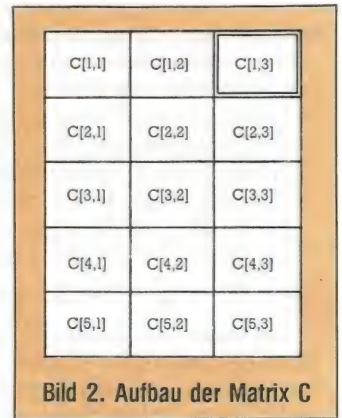 C[1,1] C[1,2] C[1,3]
C[2,1] C[2,2] C[2,3]
C[3,1] C[3,2] C[3,3]
C[4,1] C[4,2] C[4,3]
C[5,1] C[5,2] C[5,3]
Bild 2. Aufbau der Matrix C